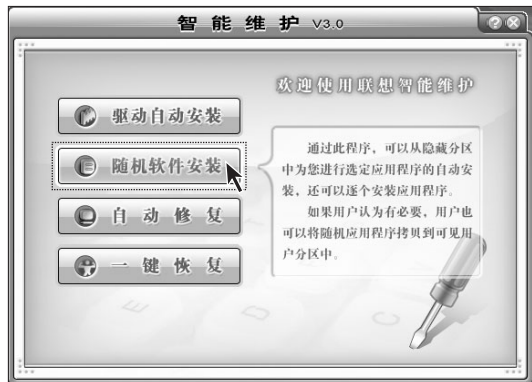 智能维护 V3.0
欢迎使用联想智能维护
驱动自动安装
随机软件安装
自动修复
一键恢复
通过此程序，可以从隐藏分区
中为您进行选定应用程序的自动安
装，还可以逐个安装应用程序。
如果用户认为有必要，用户也
可以将随机应用程序拷贝到可见用
户分区中。